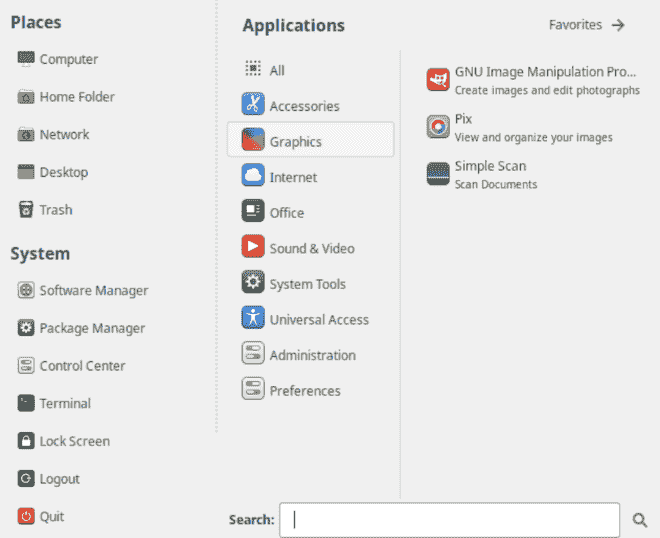 Places
Computer
Home Folder
Network
Desktop
Trash
System
Software Manager
Package Manager
Control Center
Terminal
Lock Screen
Logout
Quit
Applications
Favorites
All
Accessories
Graphics
Internet
Office
Sound & Video
System Tools
Universal Access
Administration
Preferences
GNU Image Manipulation Pro...
Create images and edit photographs
Pix
View and organize your images
Simple Scan
Scan Documents
Search: